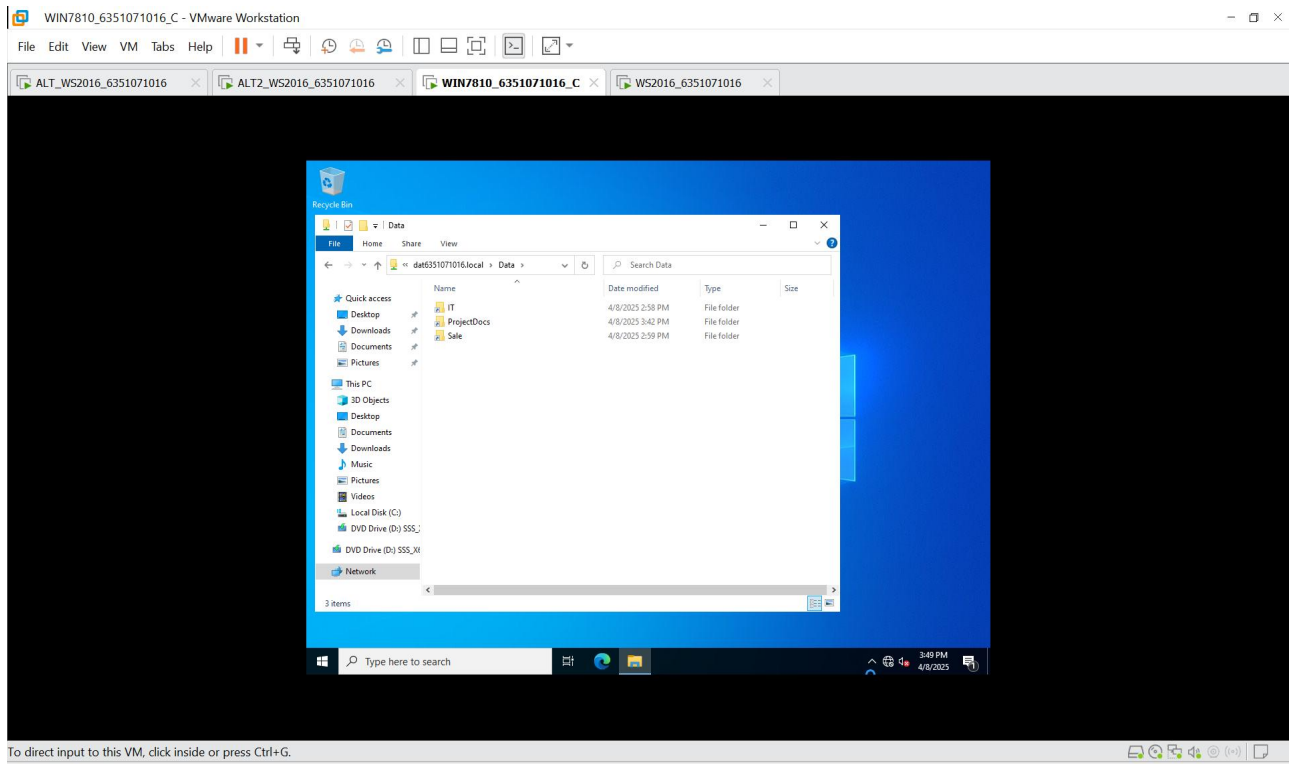 WIN7810_6351071016_C - VMware Workstation
File Edit View VM Tabs Help
ALT_WS2016_6351071016 ALT2_WS2016_6351071016 WIN7810_6351071016_C WS2016_6351071016
Recycle Bin
Data
File Home Share View
« dat6351071016.local › Data › Search Data
Name Date modified Type Size
Quick access
Desktop
Downloads
Documents
Pictures
This PC
3D Objects
Desktop
Documents
Downloads
Music
Pictures
Videos
Local Disk (C:)
DVD Drive (D:) SSS_
DVD Drive (D:) SSS_X6
Network
IT 4/8/2025 2:58 PM File folder
ProjectDocs 4/8/2025 3:42 PM File folder
Sale 4/8/2025 2:59 PM File folder
3 items
Type here to search
3:49 PM
4/8/2025
1
To direct input to this VM, click inside or press Ctrl+G.